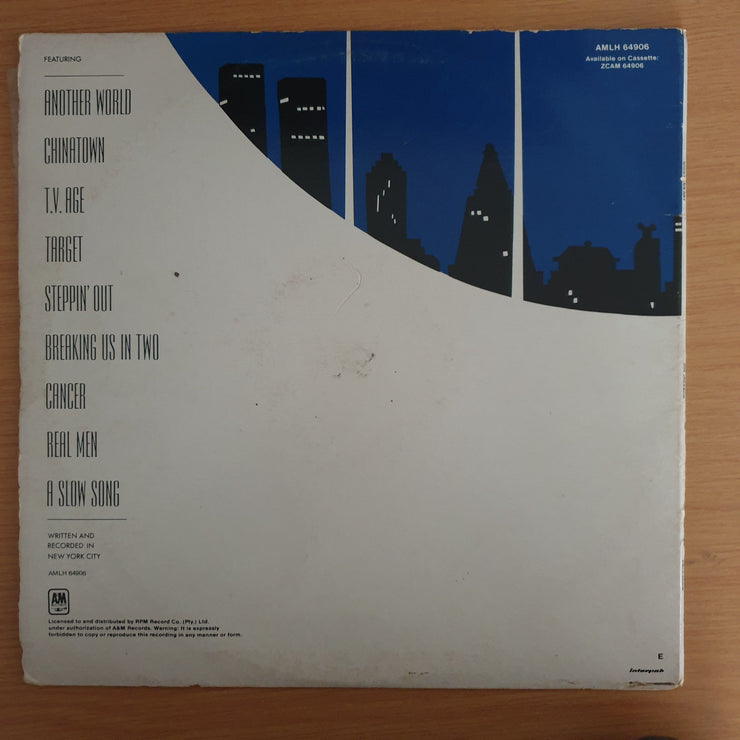 FEATURING
ANOTHER WORLD
CHINATOWN
T.V. AGE
TARGET
STEPPIN' OUT
BREAKING US IN TWO
CANCER
REAL MEN
A SLOW SONG
WRITTEN AND
RECORDED IN
NEW YORK CITY
AMLH 64906
A&M
Licensed to and distributed by RPM Record Co. (Pty.) Ltd.
under authorization of A&M Records. Warning: It is expressly
forbidden to copy or reproduce this recording in any manner or form.
AMLH 64906
Available on Cassette:
ZCAM 64906
E
Interpak